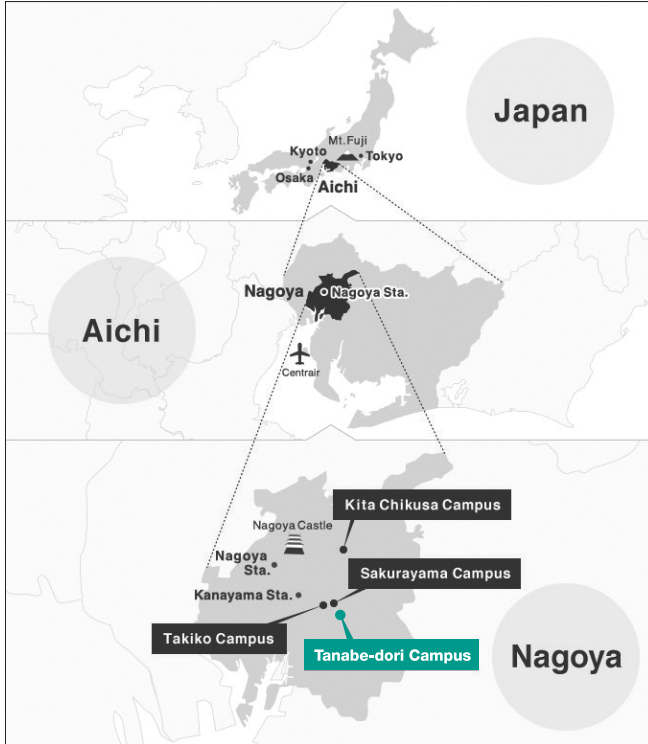 Japan
Mt.Fuji
Kyoto
Tokyo
Osaka
Aichi
Nagoya
Nagoya Sta.
Aichi
Centrair
Kita Chikusa Campus
Nagoya Castle
Nagoya
Sta.
Sakurayama Campus
Kanayama Sta.
Takiko Campus
Tanabe-dori Campus
Nagoya